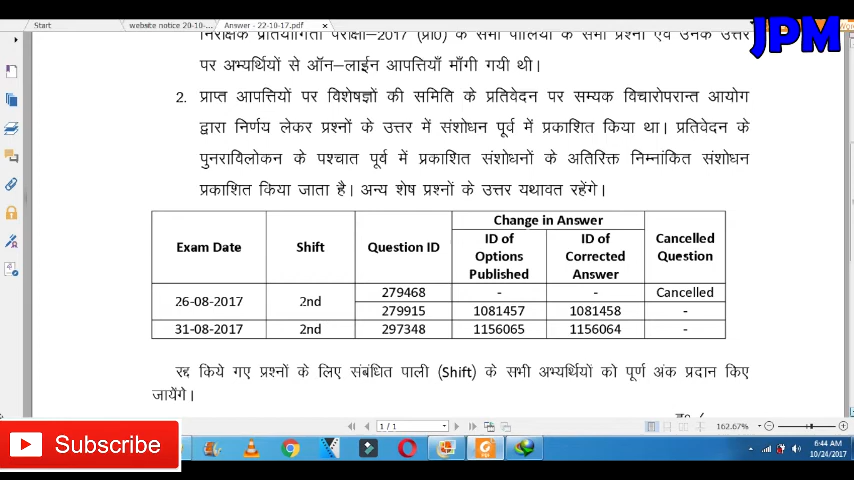 Start website notice 20-10-... Answer - 22-10-17.pdf
JPM
निरीक्षक प्रतियोगिता परीक्षा–2017 (प्रा०) के सभी पालियों के सभी प्रश्नों एवं उनके उत्तर
पर अभ्यर्थियों से ऑन–लाईन आपत्तियाँ माँगी गयी थी।
2. प्राप्त आपत्तियों पर विशेषज्ञों की समिति के प्रतिवेदन पर सम्यक विचारोपरान्त आयोग
द्वारा निर्णय लेकर प्रश्नों के उत्तर में संशोधन पूर्व में प्रकाशित किया था। प्रतिवेदन के
पुनराविलोकन के पश्चात पूर्व में प्रकाशित संशोधनों के अतिरिक्त निम्नांकित संशोधन
प्रकाशित किया जाता है। अन्य शेष प्रश्नों के उत्तर यथावत रहेंगे।
Exam Date Shift Question ID Change in Answer Cancelled Question
ID of Options Published ID of Corrected Answer
26-08-2017 2nd 279468 - - Cancelled
279915 1081457 1081458 -
31-08-2017 2nd 297348 1156065 1156064 -
रद्द किये गए प्रश्नों के लिए संबंधित पाली (Shift) के सभी अभ्यर्थियों को पूर्ण अंक प्रदान किए
जायेंगे।
1 / 1 162.67%
Subscribe
6:44 AM
10/24/2017